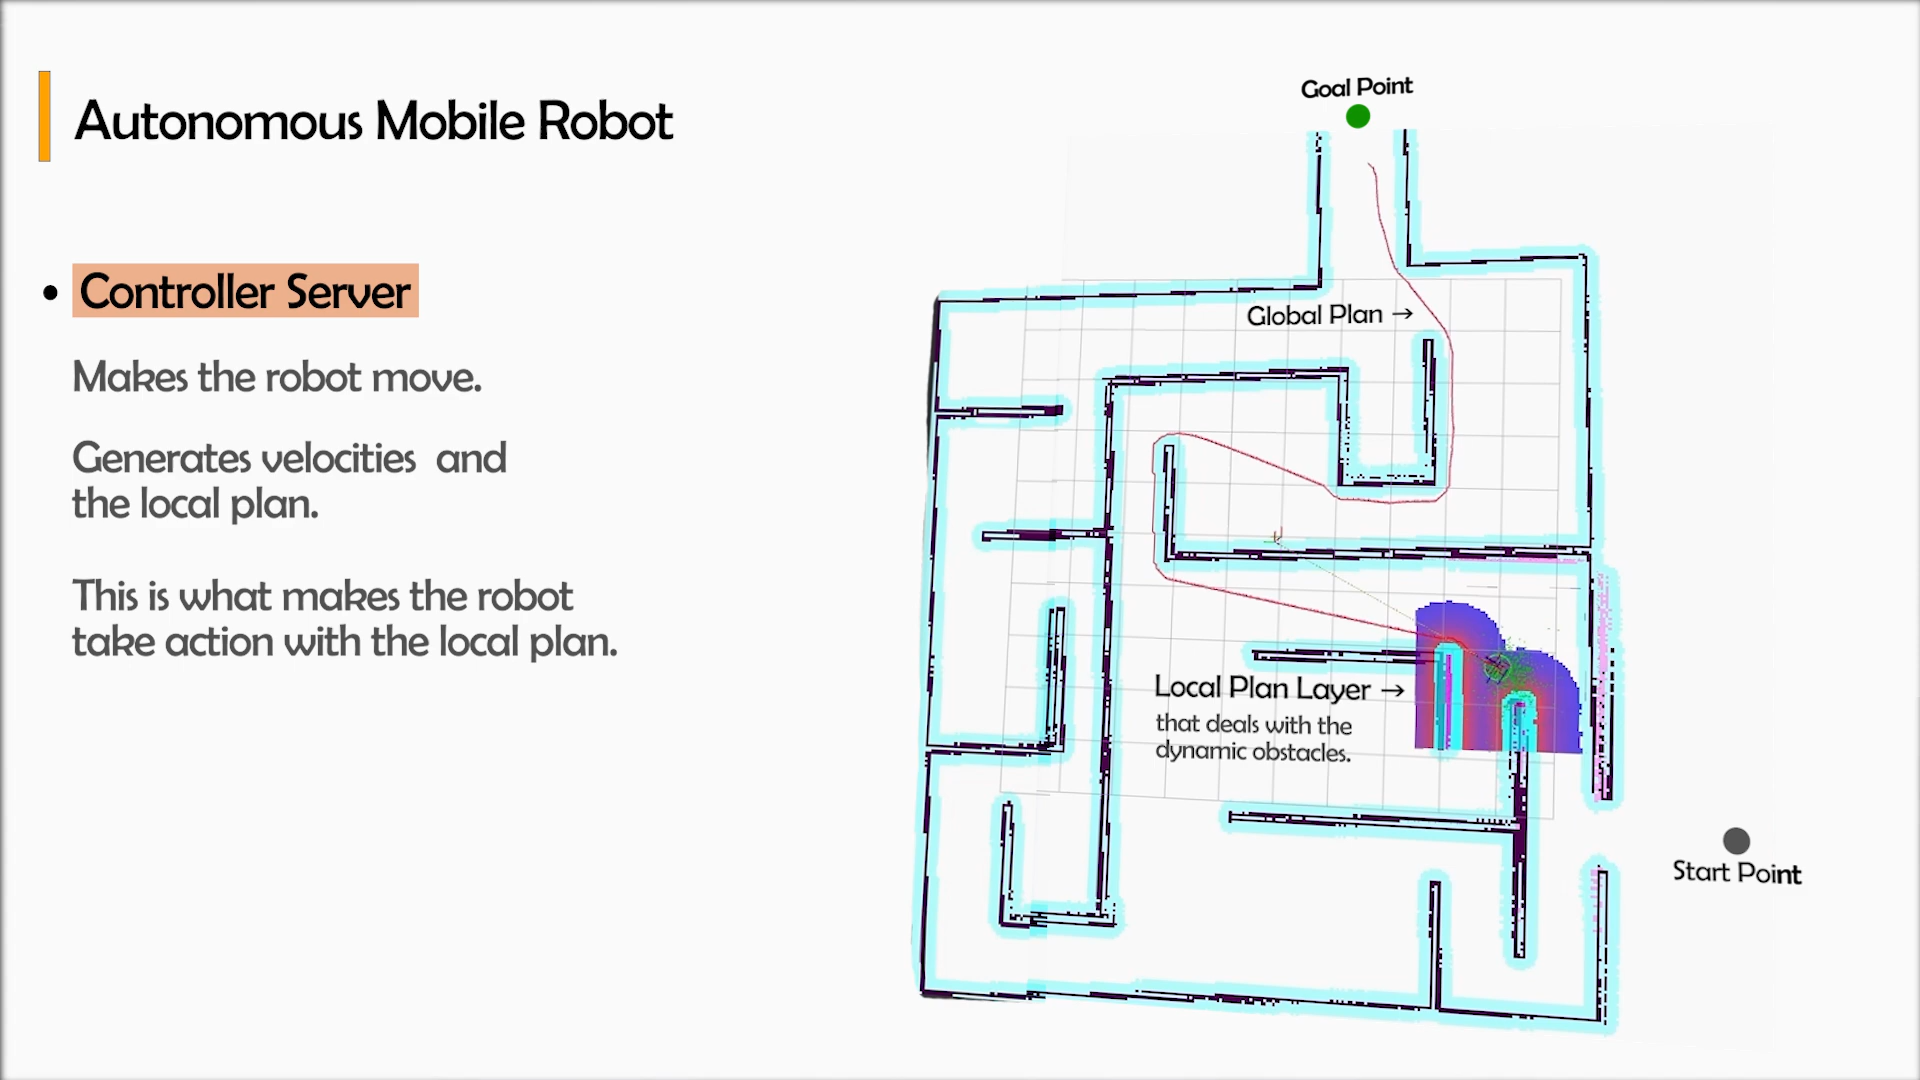 Autonomous Mobile Robot
• Controller Server
Makes the robot move.
Generates velocities and
the local plan.
This is what makes the robot
take action with the local plan.
Goal Point
Global Plan →
Local Plan Layer →
that deals with the
dynamic obstacles.
Start Point